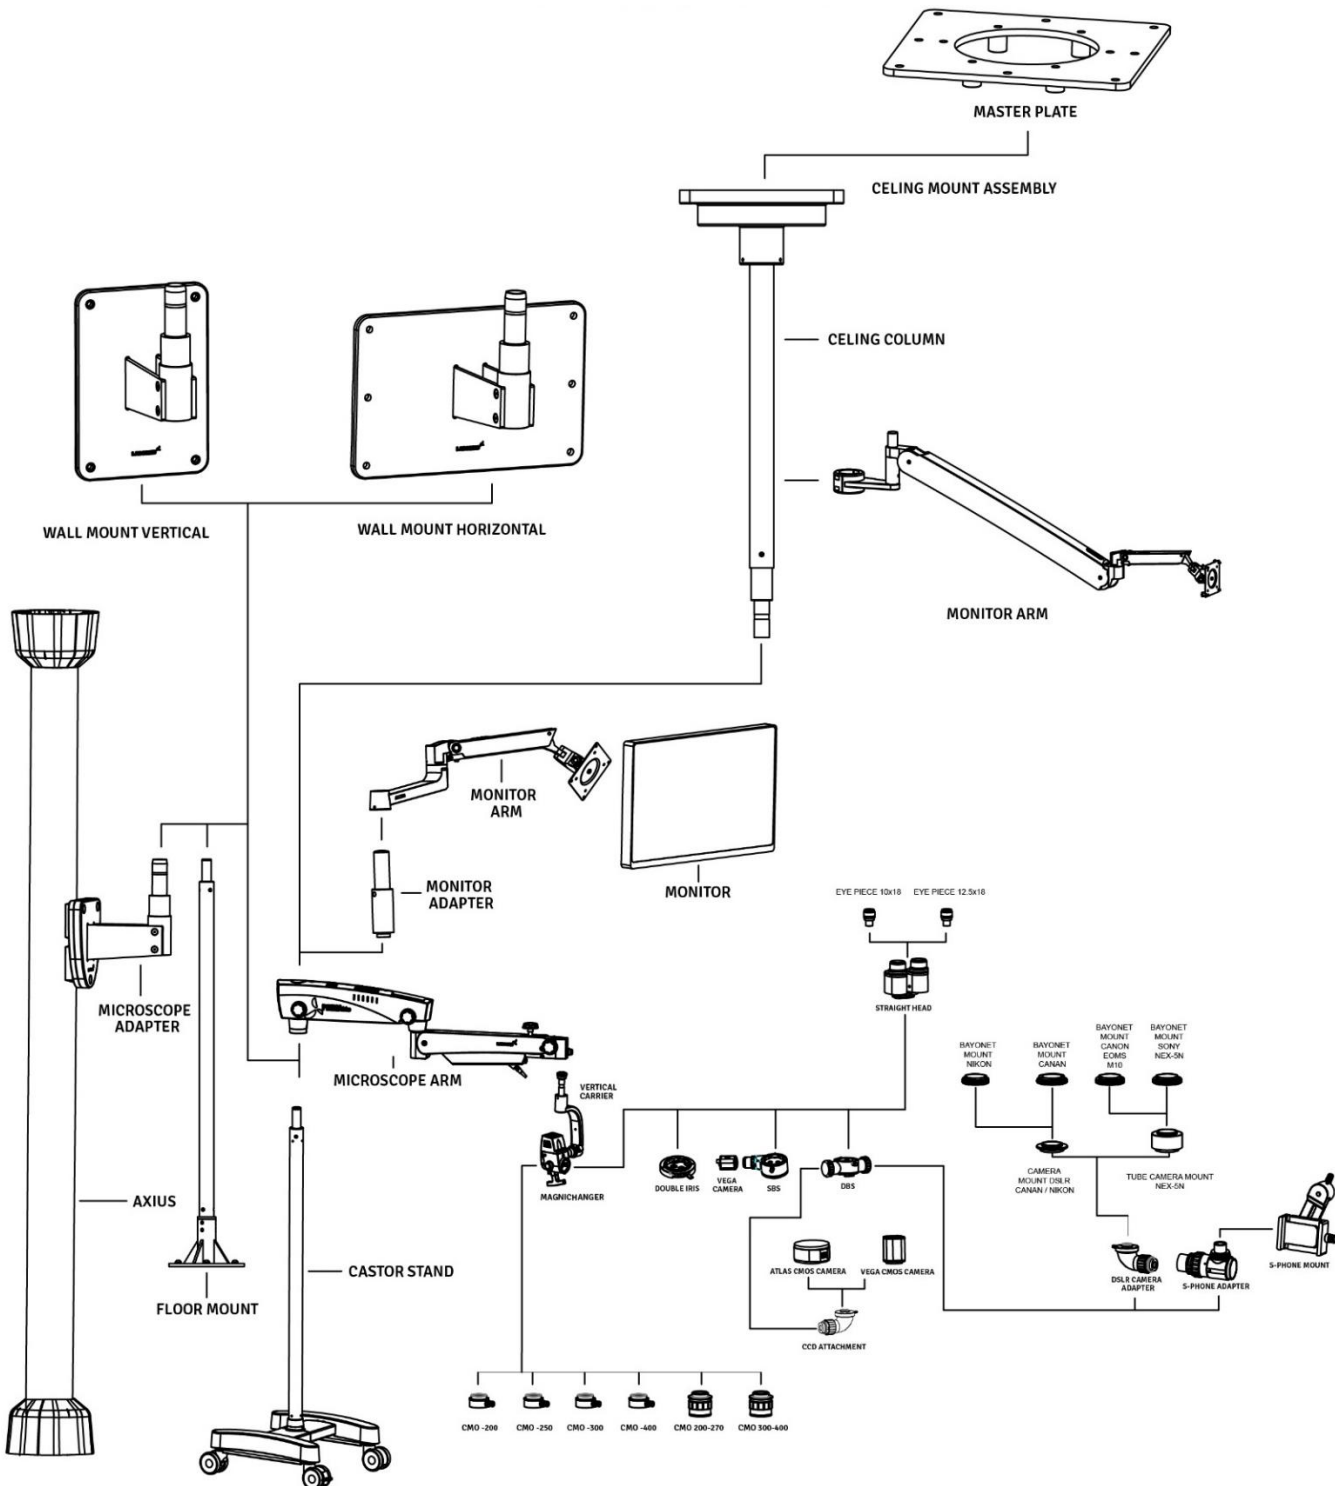 MASTER PLATE
CELING MOUNT ASSEMBLY
CELING COLUMN
WALL MOUNT VERTICAL
WALL MOUNT HORIZONTAL
MONITOR ARM
MONITOR
ARM
MONITOR
ADAPTER
MONITOR
EYE PIECE 10x18
EYE PIECE 12.5x18
STRAIGHT HEAD
MICROSCOPE
ADAPTER
MICROSCOPE ARM
VERTICAL
CARRIER
MAGNICHANGER
BAYONET
MOUNT
NIKON
BAYONET
MOUNT
CANAN
BAYONET
MOUNT
CANON
EOMS
M10
BAYONET
MOUNT
SONY
NEX-5N
DOUBLE IRIS
VEGA
CAMERA
SBS
DBS
CAMERA
MOUNT DSLR
CANAN / NIKON
TUBE CAMERA MOUNT
NEX-5N
AXIUS
ATLAS CMOS CAMERA
VEGA CMOS CAMERA
DSLR CAMERA
ADAPTER
S-PHONE ADAPTER
S-PHONE MOUNT
CASTOR STAND
FLOOR MOUNT
CCD ATTACHMENT
CMO -200
CMO -250
CMO -300
CMO -400
CMO 200-270
CMO 300-400